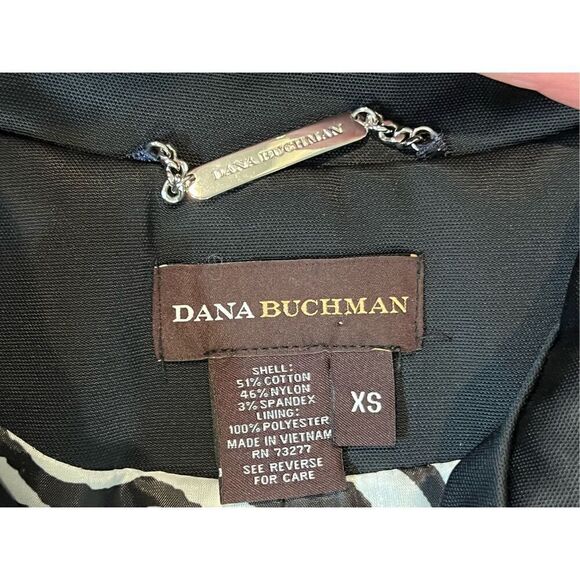 DANA BUCHMAN
DANA BUCHMAN
SHELL:
51% COTTON
46% NYLON
3% SPANDEX
LINING:
100% POLYESTER
MADE IN VIETNAM
RN 73277
SEE REVERSE
FOR CARE
XS